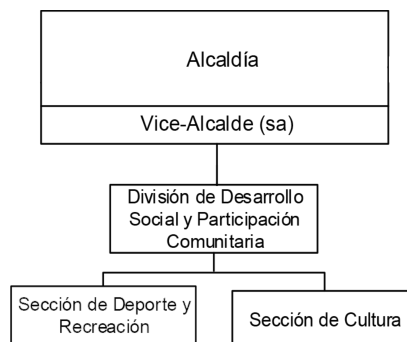 Alcaldía
Vice-Alcalde (sa)
División de Desarrollo
Social y Participación
Comunitaria
Sección de Deporte y
Recreación
Sección de Cultura